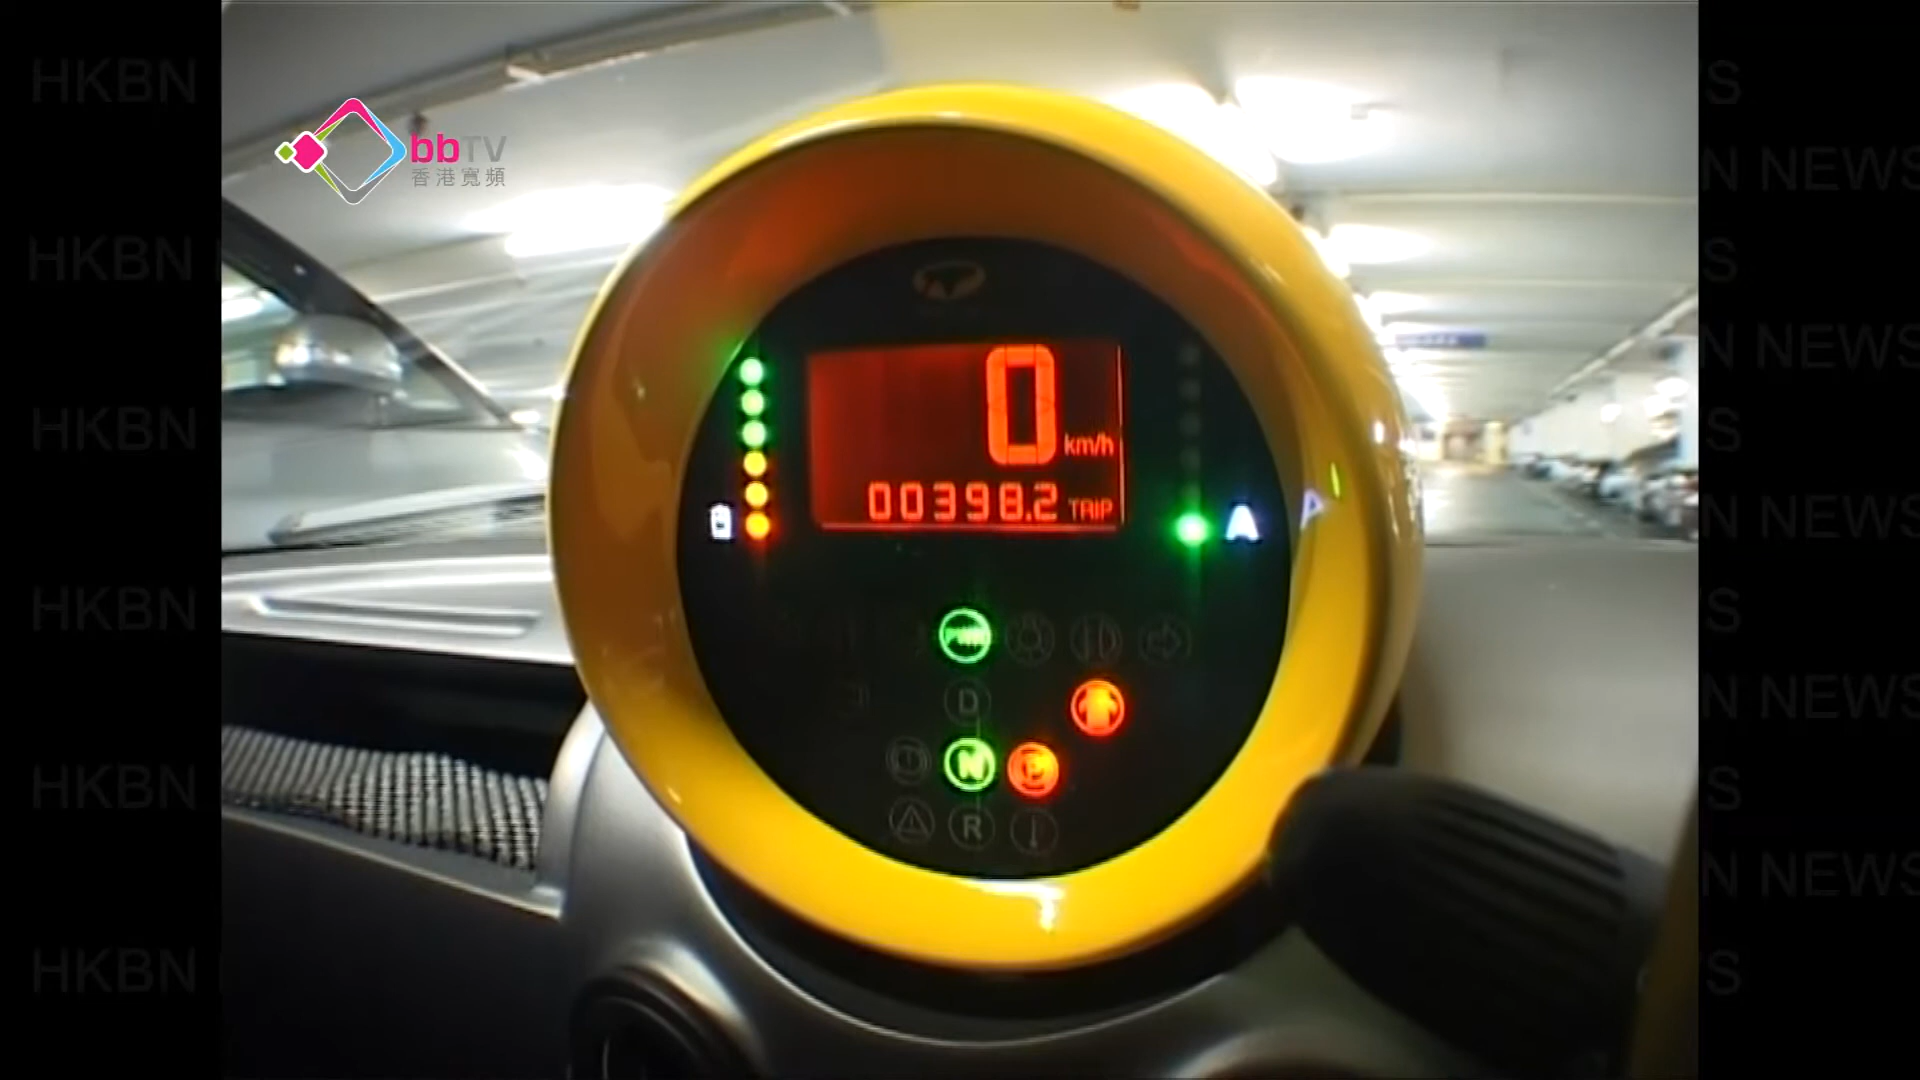 HKBN
bbTV
香港寬頻
NEWS
HKBN
NEWS
HKBN
NEWS
HKBN
NEWS
HKBN
HKBN
0 km/h
00398.2 TRIP
A
PWR
D
N P
R